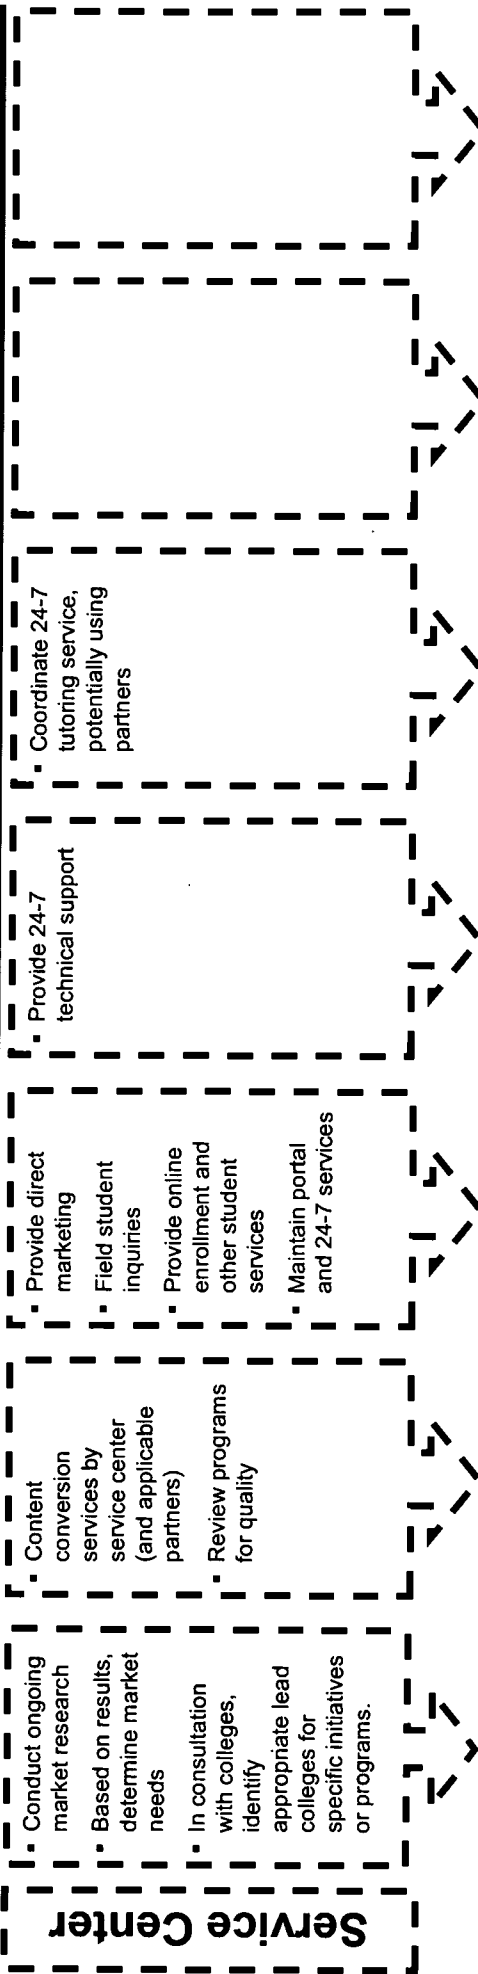 Service Center
▪ Conduct ongoing
market research
▪ Based on results,
determine market
needs
▪ In consultation
with colleges,
identify
appropriate lead
colleges for
specific initiatives
or programs.
▪ Content
conversion
services by
service center
(and applicable
partners)
▪ Review programs
for quality
▪ Provide direct
marketing
▪ Field student
inquiries
▪ Provide online
enrollment and
other student
services
▪ Maintain portal
and 24-7 services
▪ Provide 24-7
technical support
▪ Coordinate 24-7
tutoring service,
potentially using
partners